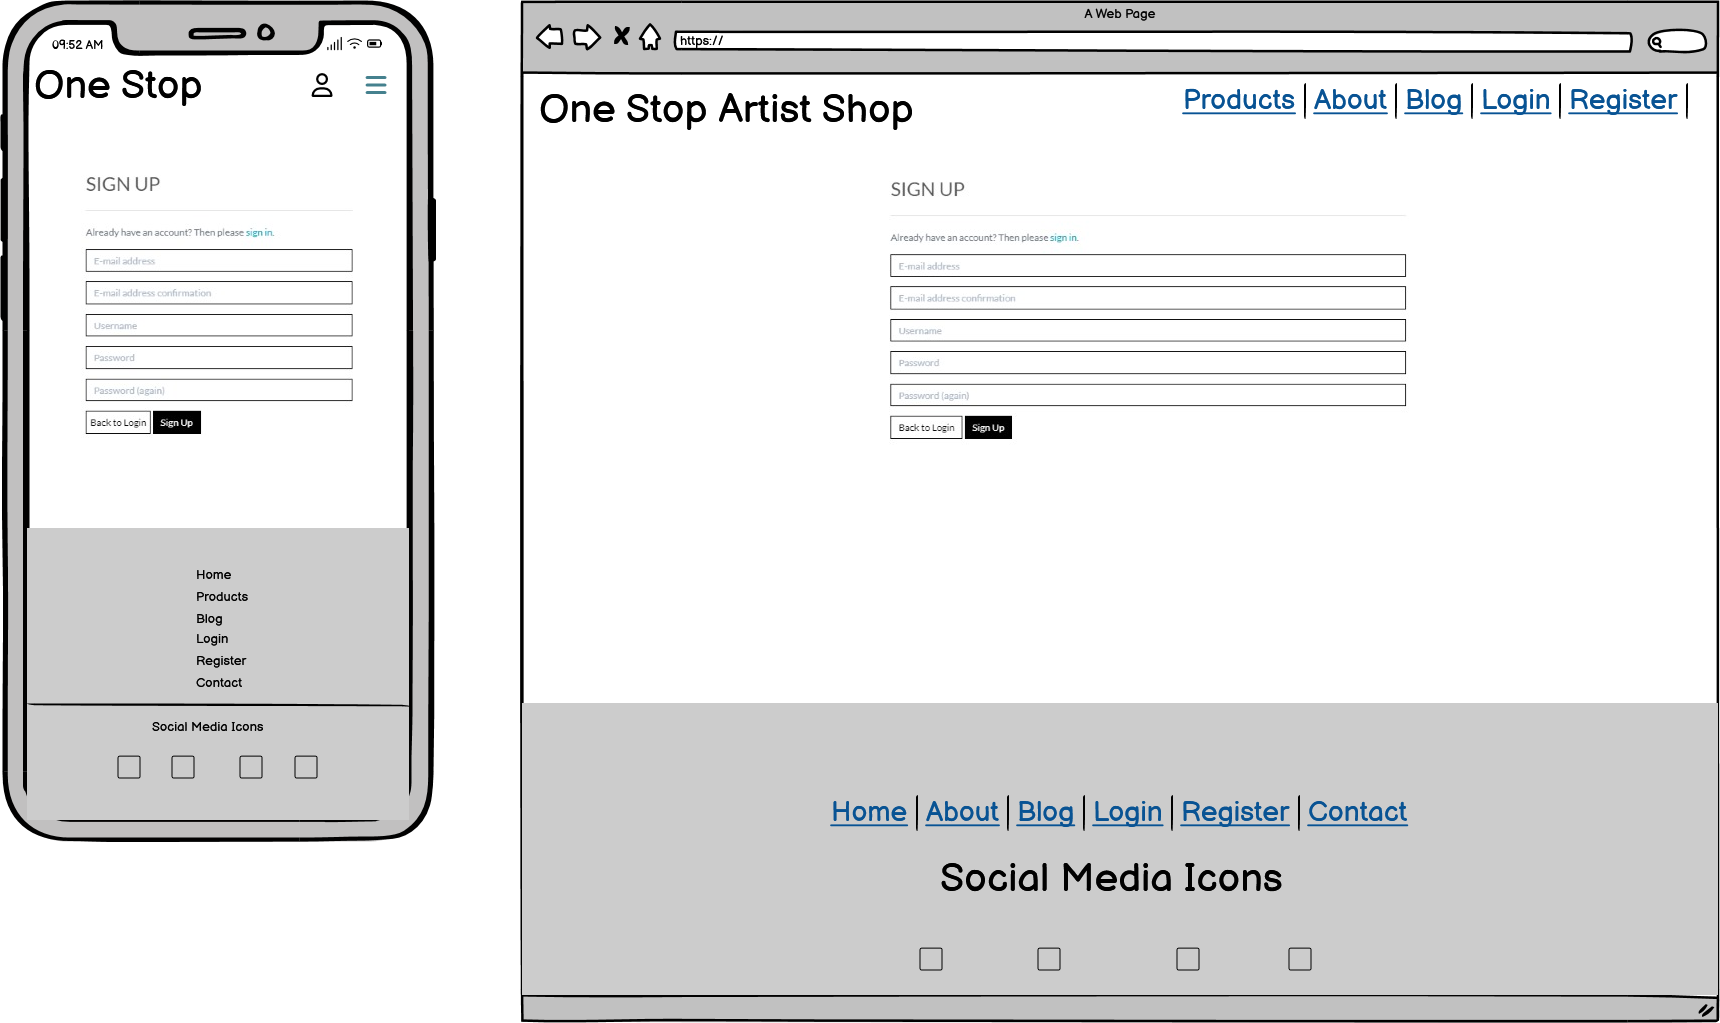 09:52 AM
One Stop
SIGN UP
Already have an account? Then please sign in.
E-mail address
E-mail address confirmation
Username
Password
Password (again)
Back to Login Sign Up
Home
Products
Blog
Login
Register
Contact
Social Media Icons
A Web Page
https://
One Stop Artist Shop
Products | About | Blog | Login | Register |
SIGN UP
Already have an account? Then please sign in.
E-mail address
E-mail address confirmation
Username
Password
Password (again)
Back to Login Sign Up
Home | About | Blog | Login | Register | Contact
Social Media Icons